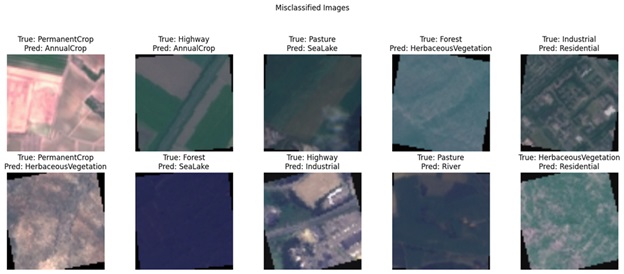 Misclassified Images
True: PermanentCrop
Pred: AnnualCrop
True: Highway
Pred: AnnualCrop
True: Pasture
Pred: SeaLake
True: Forest
Pred: HerbaceousVegetation
True: Industrial
Pred: Residential
True: PermanentCrop
Pred: HerbaceousVegetation
True: Forest
Pred: SeaLake
True: Highway
Pred: Industrial
True: Pasture
Pred: River
True: HerbaceousVegetation
Pred: Residential